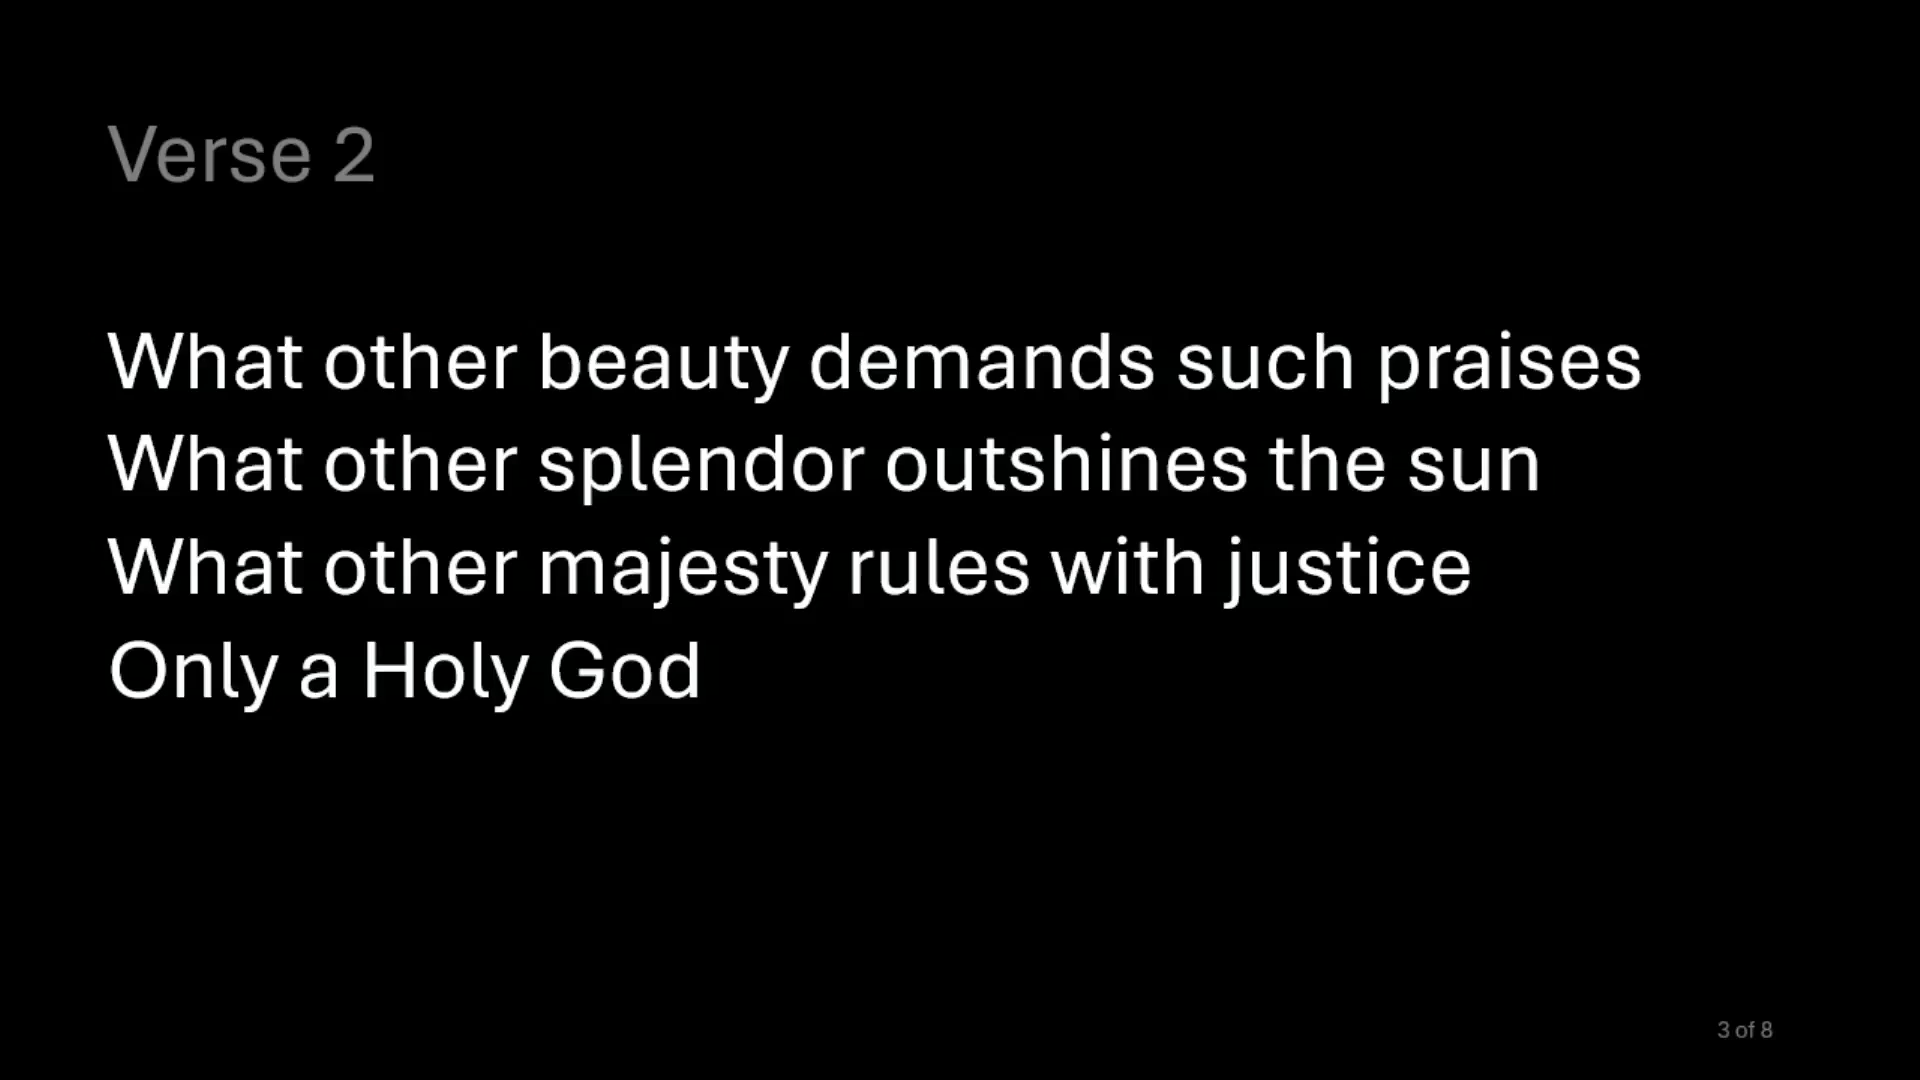 Verse 2
What other beauty demands such praises
What other splendor outshines the sun
What other majesty rules with justice
Only a Holy God
3 of 8